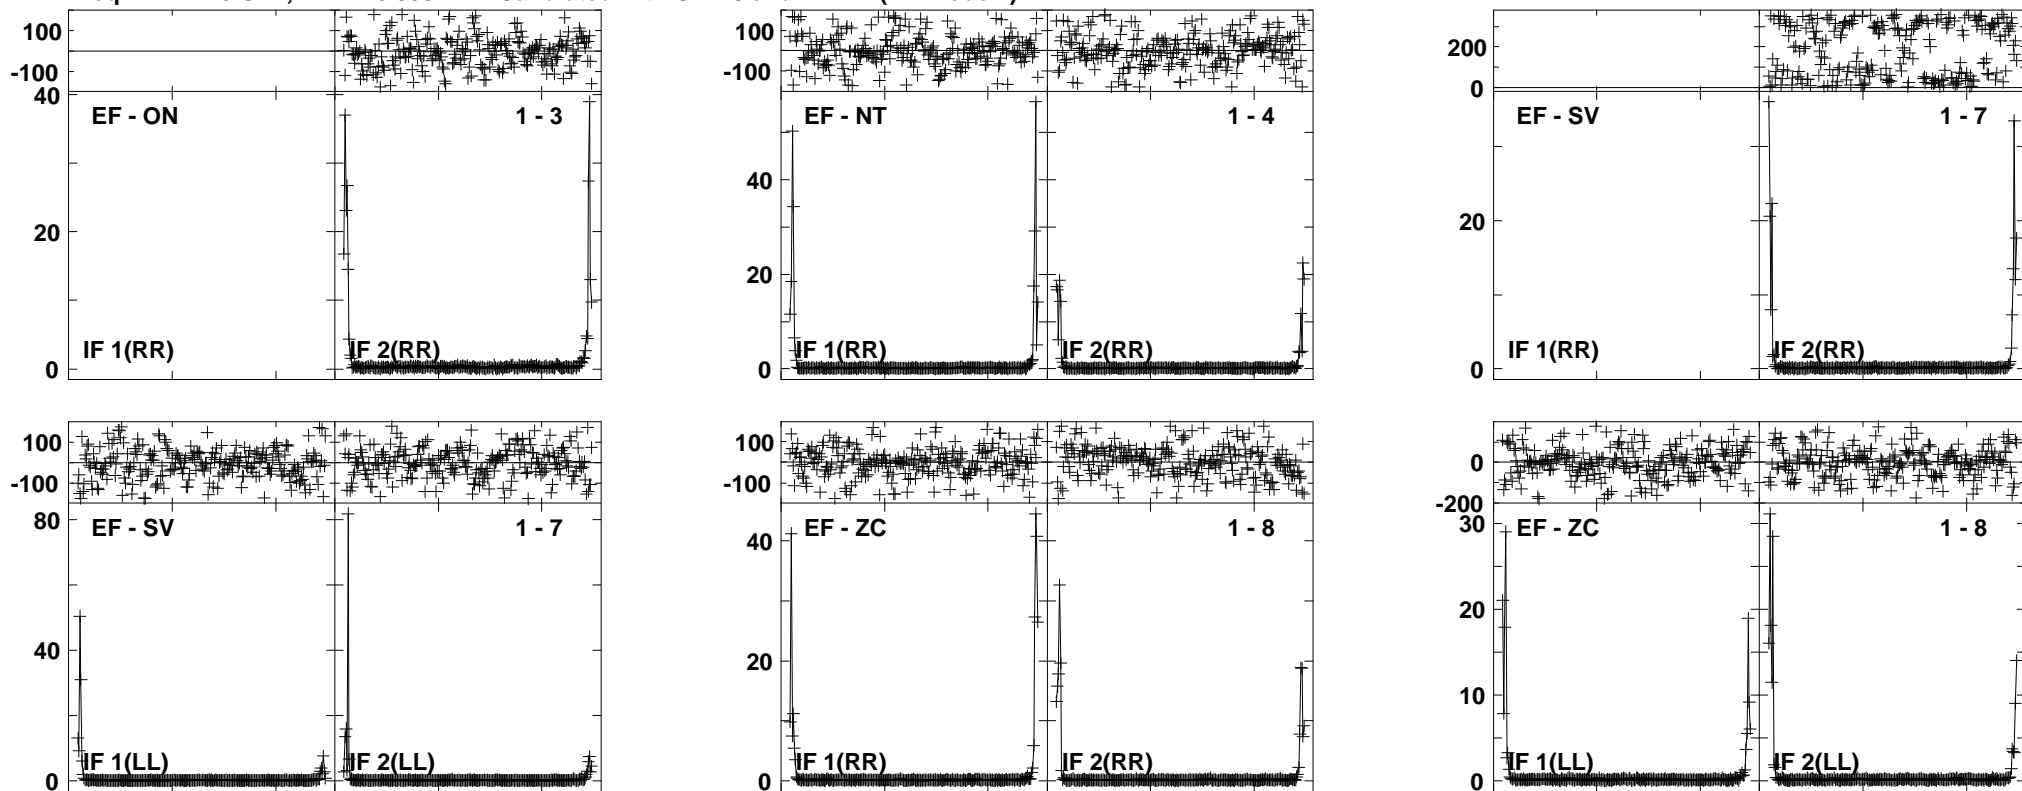 100
-100
40
20
0
EF - ON
1 - 3
IF 1(RR)
IF 2(RR)
100
-100
40
20
0
EF - NT
1 - 4
IF 1(RR)
IF 2(RR)
200
0
20
0
EF - SV
1 - 7
IF 1(RR)
IF 2(RR)
100
-100
80
40
0
EF - SV
1 - 7
IF 1(LL)
IF 2(LL)
100
-100
40
20
0
EF - ZC
1 - 8
IF 1(RR)
IF 2(RR)
0
-200
30
20
10
0
EF - ZC
1 - 8
IF 1(LL)
IF 2(LL)